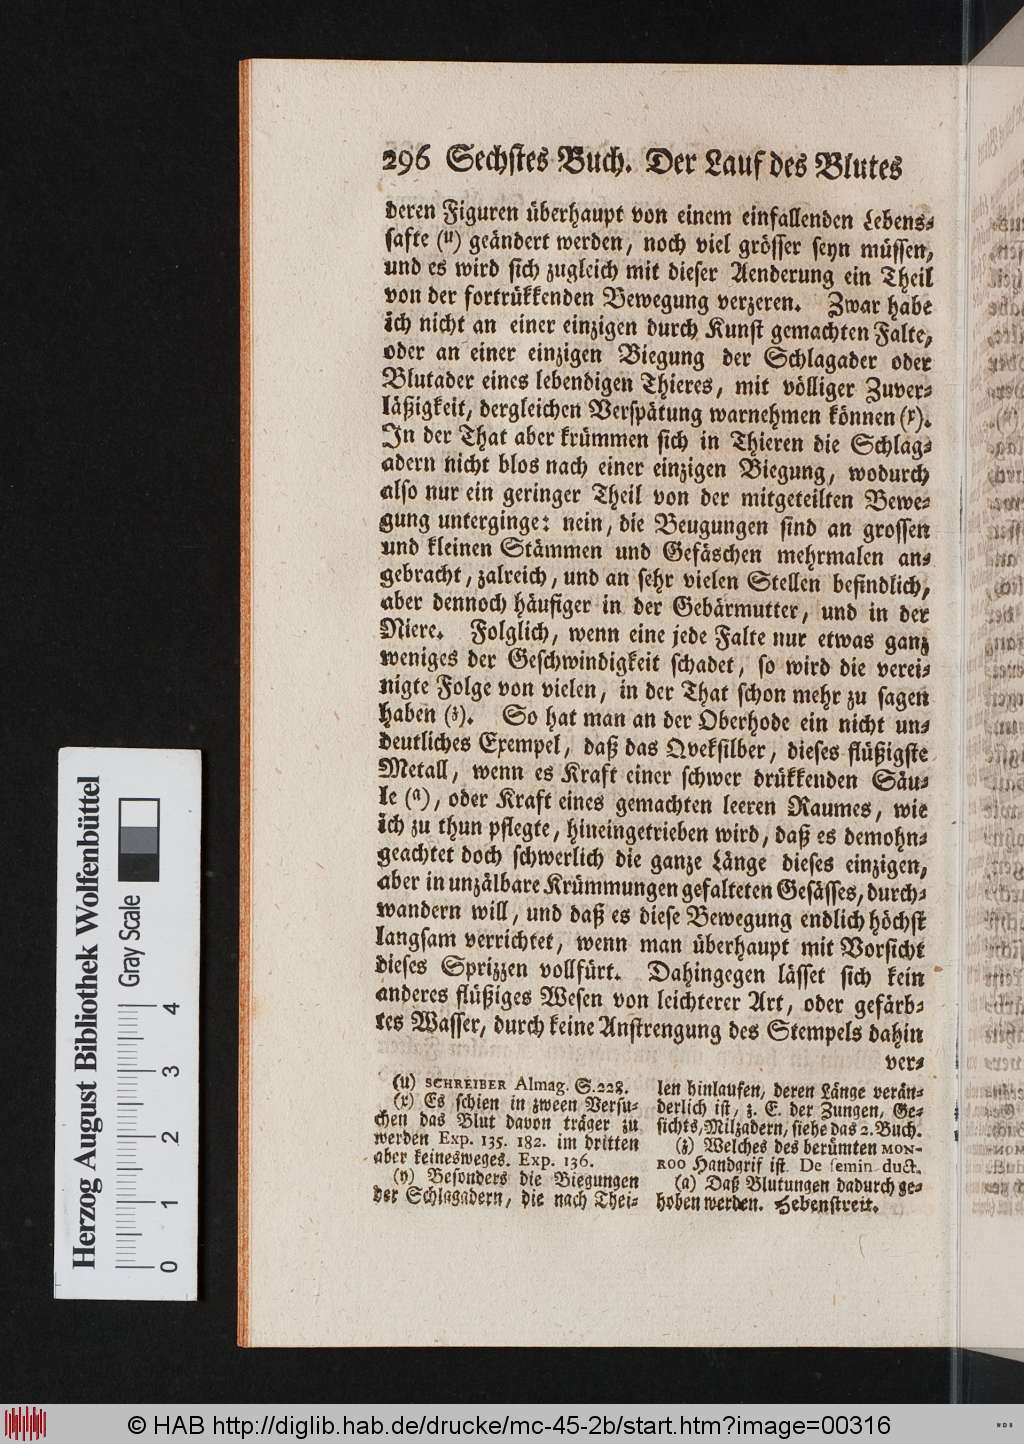 296 Sechstes Buch. Der Lauf des Blutes
deren Figuren überhaupt von einem einfallenden Lebens-
safte (u) geändert werden, noch viel grösser seyn müssen,
und es wird sich zugleich mit dieser Aenderung ein Theil
von der fortrükkenden Bewegung verzeren. Zwar habe
ich nicht an einer einzigen durch Kunst gemachten Falte,
oder an einer einzigen Biegung der Schlagader oder
Blutader eines lebendigen Thieres, mit völliger Zuver-
läßigkeit, dergleichen Verspätung warnehmen können (x).
In der That aber krümmen sich in Thieren die Schlag-
adern nicht blos nach einer einzigen Biegung, wodurch
also nur ein geringer Theil von der mitgeteilten Bewe-
gung unterginge: nein, die Beugungen sind an grossen
und kleinen Stämmen und Gefäschen mehrmalen an-
gebracht, zalreich, und an sehr vielen Stellen befindlich,
aber dennoch häufiger in der Gebärmutter, und in der
Niere. Folglich, wenn eine jede Falte nur etwas ganz
weniges der Geschwindigkeit schadet, so wird die verei-
nigte Folge von vielen, in der That schon mehr zu sagen
haben (z). So hat man an der Oberhode ein nicht un-
deutliches Exempel, daß das Qveksilber, dieses flüßigste
Metall, wenn es Kraft einer schwer drükkenden Säu-
le (a), oder Kraft eines gemachten leeren Raumes, wie
ich zu thun pflegte, hineingetrieben wird, daß es demohn-
geachtet doch schwerlich die ganze Länge dieses einzigen,
aber in unzälbare Krümmungen gefalteten Gefässes, durch-
wandern will, und daß es diese Bewegung endlich höchst
langsam verrichtet, wenn man überhaupt mit Vorsicht
dieses Sprizzen vollfürt. Dahingegen lässet sich kein
anderes flüßiges Wesen von leichterer Art, oder gefärb-
tes Wasser, durch keine Anstrengung des Stempels dahin
ver-
(u) SCHREIBER Almag. S. 228.
(x) Es schien in zween Versu-
chen das Blut davon träger zu
werden Exp. 135. 182. im dritten
aber keinesweges. Exp. 136.
(y) Besonders die Biegungen
der Schlagadern, die nach Thei-
len hinlaufen, deren Länge verän-
derlich ist, z. E. der Zungen, Ge-
sichts, Milzadern, siehe das 2. Buch.
(z) Welches des berümten MON-
ROO Handgrif ist De semin duct.
(a) Daß Blutungen dadurch ge-
hoben werden. Hebenstreit.
Herzog August Bibliothek Wolfenbüttel
Gray Scale
0 1 2 3 4
© HAB http://diglib.hab.de/drucke/mc-45-2b/start.htm?image=00316